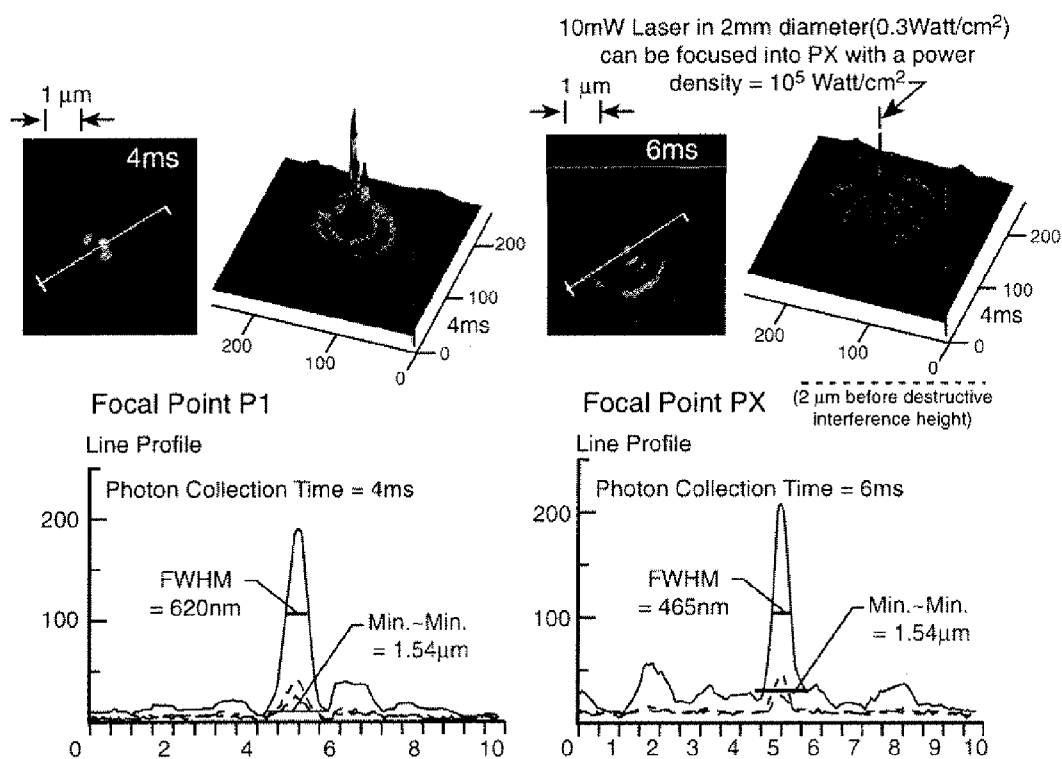 10mW Laser in 2mm diameter(0.3Watt/cm²)
can be focused into PX with a power
density = 10⁵ Watt/cm²
1 μm
4ms
200
100
4ms
0
200
100
0
1 μm
6ms
200
100
4ms
0
200
100
0
Focal Point P1
Line Profile
Photon Collection Time = 4ms
200
100
FWHM
= 620nm
Min.~Min.
= 1.54μm
0 2 4 6 8 10
Focal Point PX
(2 μm before destructive
interference height)
Line Profile
Photon Collection Time = 6ms
200
100
FWHM
= 465nm
Min.~Min.
= 1.54μm
0 1 2 3 4 5 6 7 8 9 10